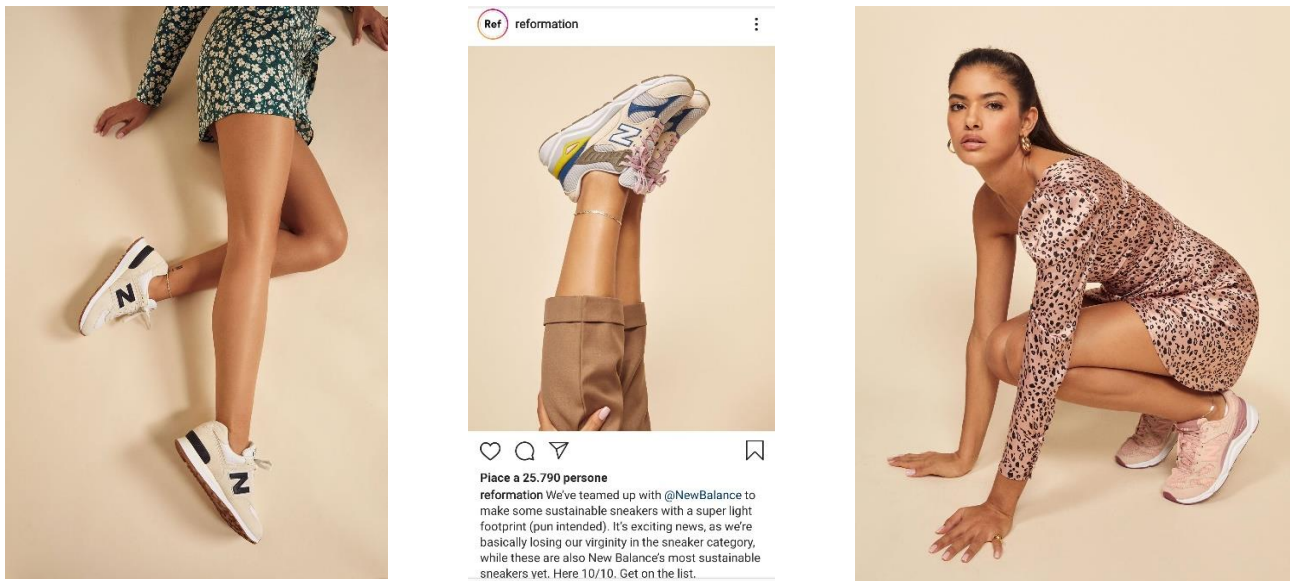 N
N
Ref reformation
N
Piace a 25.790 persone
reformation We've teamed up with @NewBalance to
make some sustainable sneakers with a super light
footprint (pun intended). It's exciting news, as we're
basically losing our virginity in the sneaker category,
while these are also New Balance's most sustainable
sneakers yet. Here 10/10. Get on the list.